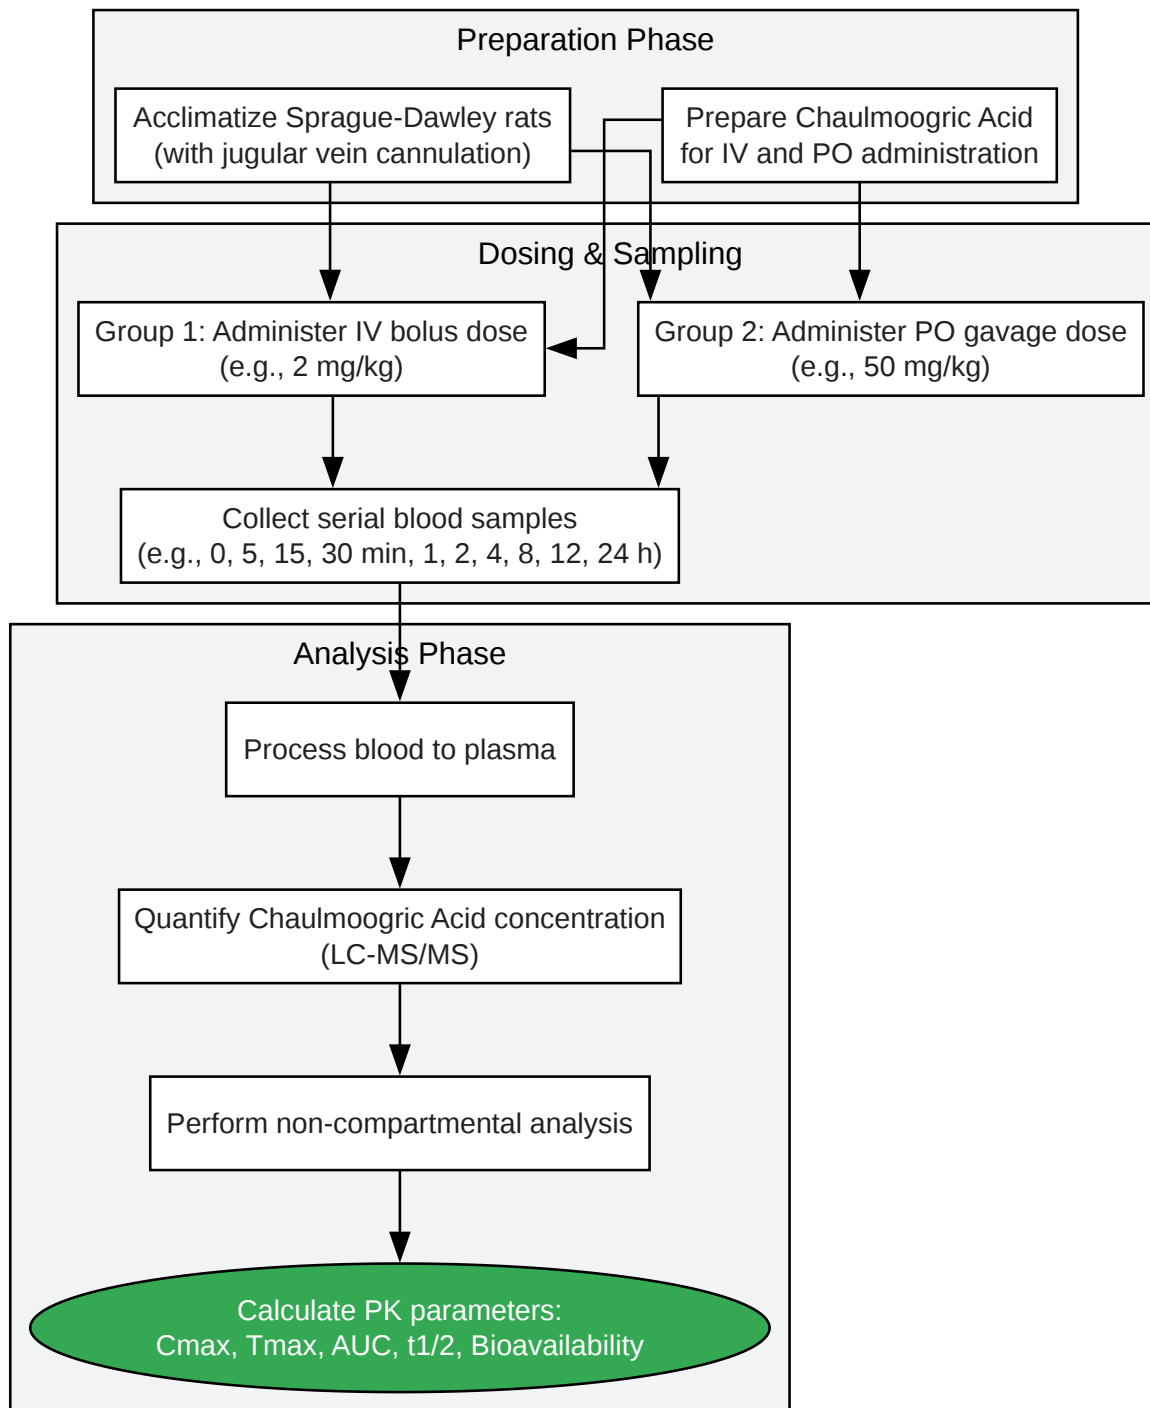 Preparation Phase
Acclimatize Sprague-Dawley rats
(with jugular vein cannulation)
Prepare Chaulmoogric Acid
for IV and PO administration
Dosing & Sampling
Group 1: Administer IV bolus dose
(e.g., 2 mg/kg)
Group 2: Administer PO gavage dose
(e.g., 50 mg/kg)
Collect serial blood samples
(e.g., 0, 5, 15, 30 min, 1, 2, 4, 8, 12, 24 h)
Analysis Phase
Process blood to plasma
Quantify Chaulmoogric Acid concentration
(LC-MS/MS)
Perform non-compartmental analysis
Calculate PK parameters:
Cmax, Tmax, AUC, t1/2, Bioavailability